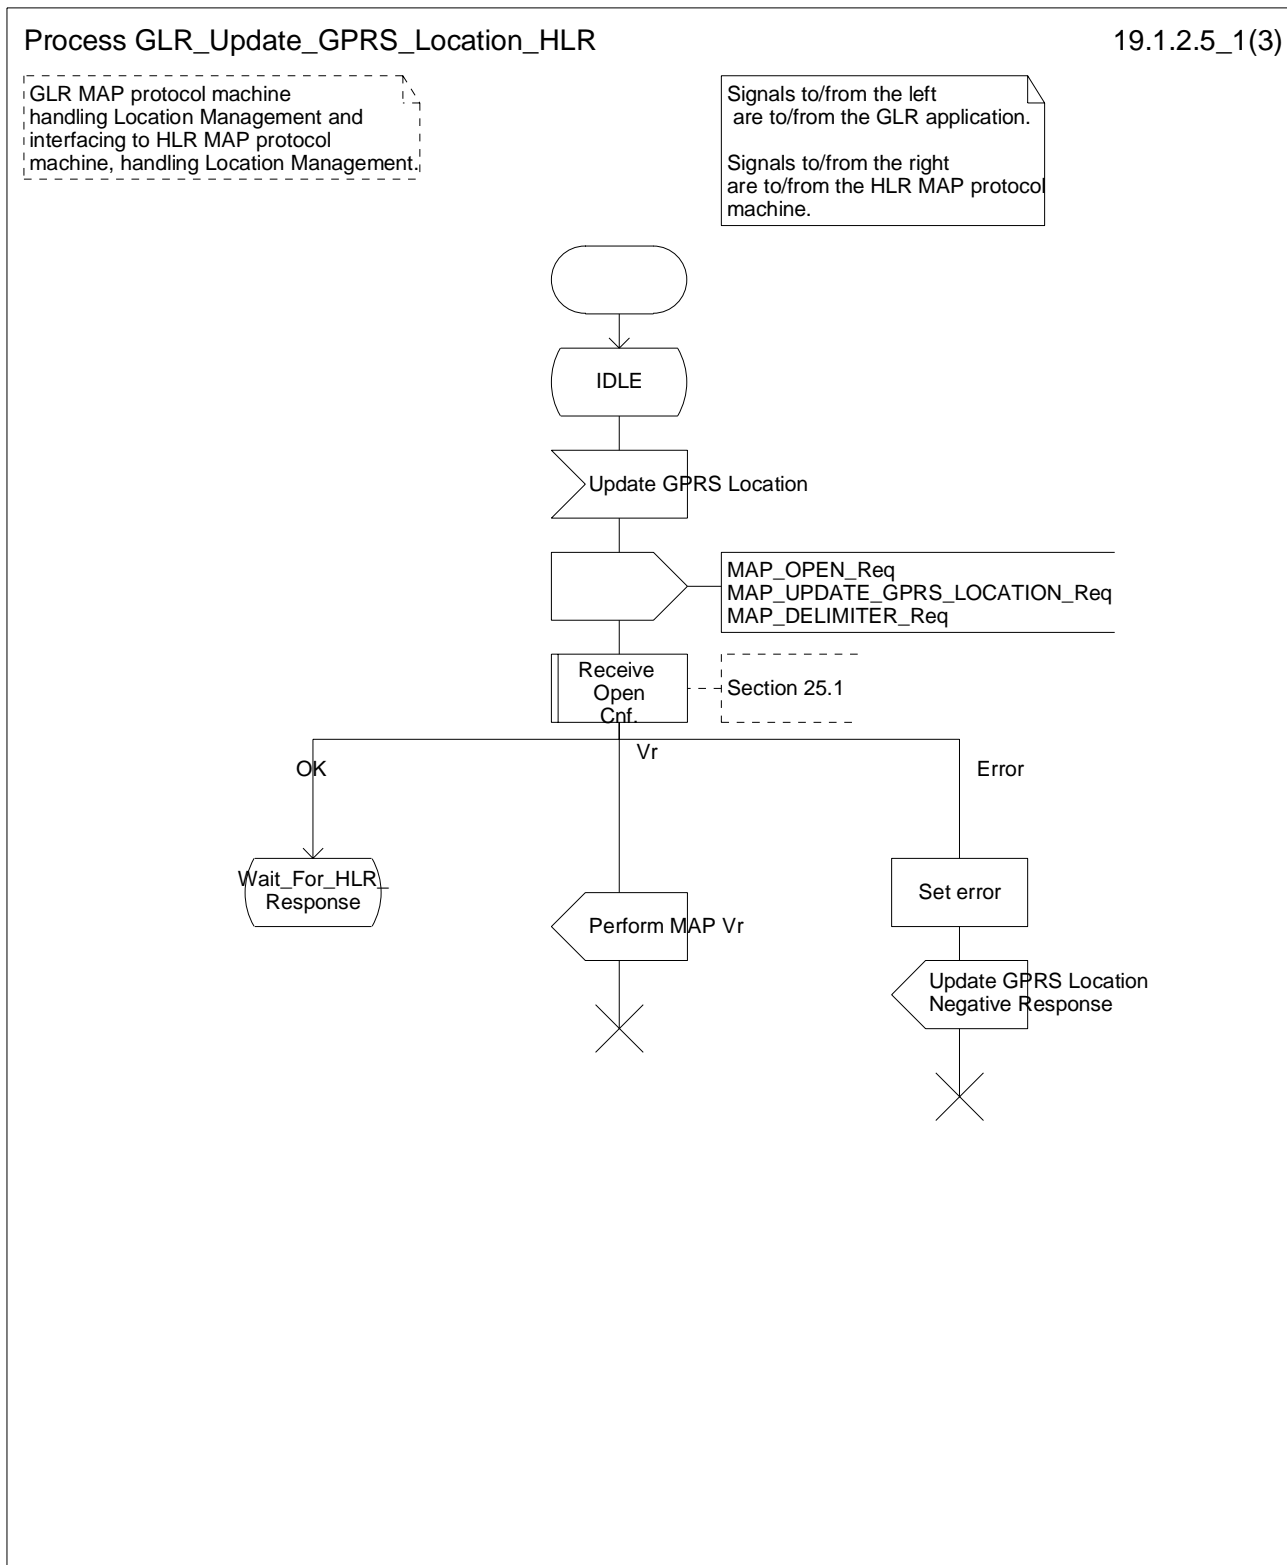 Process GLR_Update_GPRS_Location_HLR
19.1.2.5_1(3)
GLR MAP protocol machine
handling Location Management and
interfacing to HLR MAP protocol
machine, handling Location Management.
Signals to/from the left
are to/from the GLR application.
Signals to/from the right
are to/from the HLR MAP protocol
machine.
IDLE
Update GPRS Location
MAP_OPEN_Req
MAP_UPDATE_GPRS_LOCATION_Req
MAP_DELIMITER_Req
Receive
Open
Cnf.
Section 25.1
OK
Vr
Error
Wait_For_HLR_
Response
Perform MAP Vr
Set error
Update GPRS Location
Negative Response